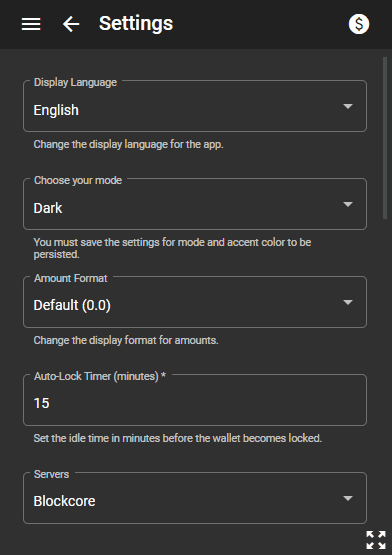 Settings
$
Display Language
English
Change the display language for the app.
Choose your mode
Dark
You must save the settings for mode and accent color to be
persisted.
Amount Format
Default (0.0)
Change the display format for amounts.
Auto-Lock Timer (minutes) *
15
Set the idle time in minutes before the wallet becomes locked.
Servers
Blockcore